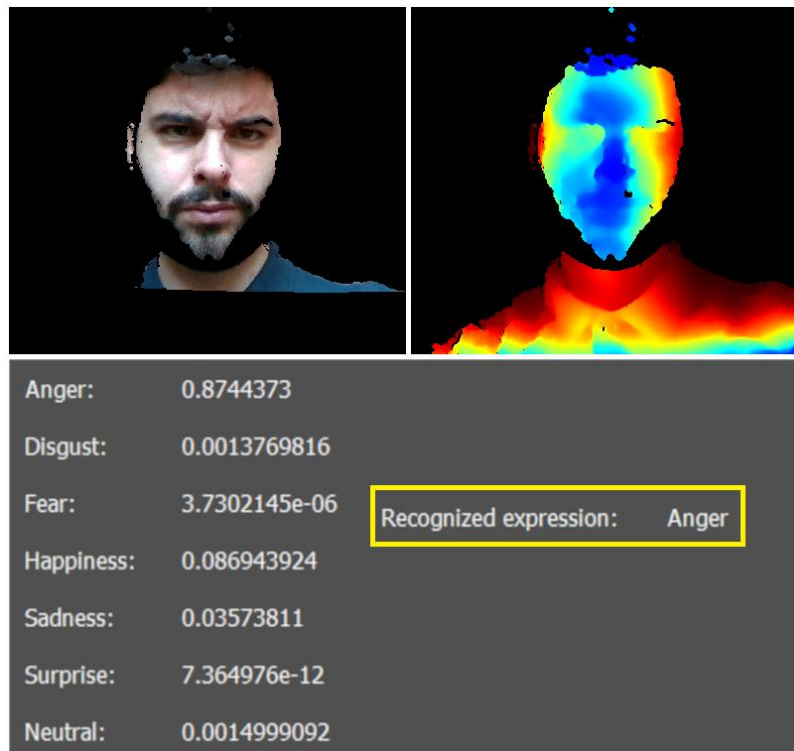 Anger: 0.8744373
Disgust: 0.0013769816
Fear: 3.7302145e-06
Recognized expression: Anger
Happiness: 0.086943924
Sadness: 0.03573811
Surprise: 7.364976e-12
Neutral: 0.0014999092